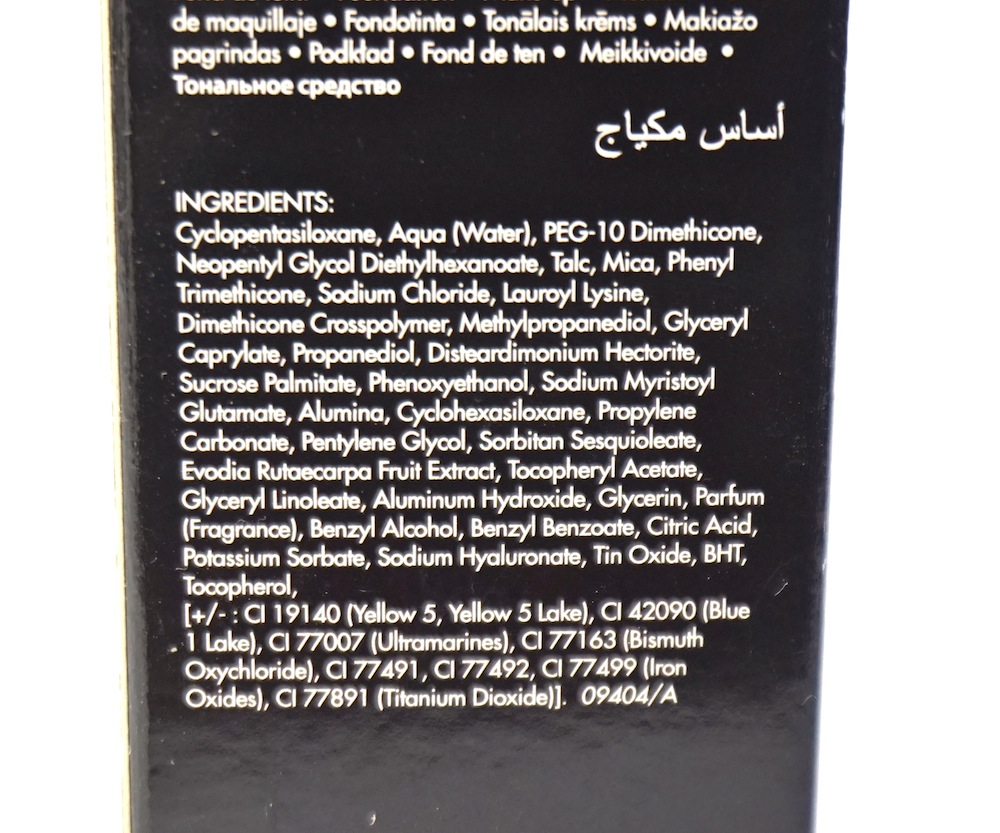 de maquillaje • Fondotinta • Tonālais krēms • Makiažo
pagrindas • Podkład • Fond de ten • Meikkivoide •
Тональное средство
أساس مكياج
INGREDIENTS:
Cyclopentasiloxane, Aqua (Water), PEG-10 Dimethicone,
Neopentyl Glycol Diethylhexanoate, Talc, Mica, Phenyl
Trimethicone, Sodium Chloride, Lauroyl Lysine,
Dimethicone Crosspolymer, Methylpropanediol, Glyceryl
Caprylate, Propanediol, Disteardimonium Hectorite,
Sucrose Palmitate, Phenoxyethanol, Sodium Myristoyl
Glutamate, Alumina, Cyclohexasiloxane, Propylene
Carbonate, Pentylene Glycol, Sorbitan Sesquioleate,
Evodia Rutaecarpa Fruit Extract, Tocopheryl Acetate,
Glyceryl Linoleate, Aluminum Hydroxide, Glycerin, Parfum
(Fragrance), Benzyl Alcohol, Benzyl Benzoate, Citric Acid,
Potassium Sorbate, Sodium Hyaluronate, Tin Oxide, BHT,
Tocopherol,
[+/- : CI 19140 (Yellow 5, Yellow 5 Lake), CI 42090 (Blue
1 Lake), CI 77007 (Ultramarines), CI 77163 (Bismuth
Oxychloride), CI 77491, CI 77492, CI 77499 (Iron
Oxides), CI 77891 (Titanium Dioxide)]. 09404/A